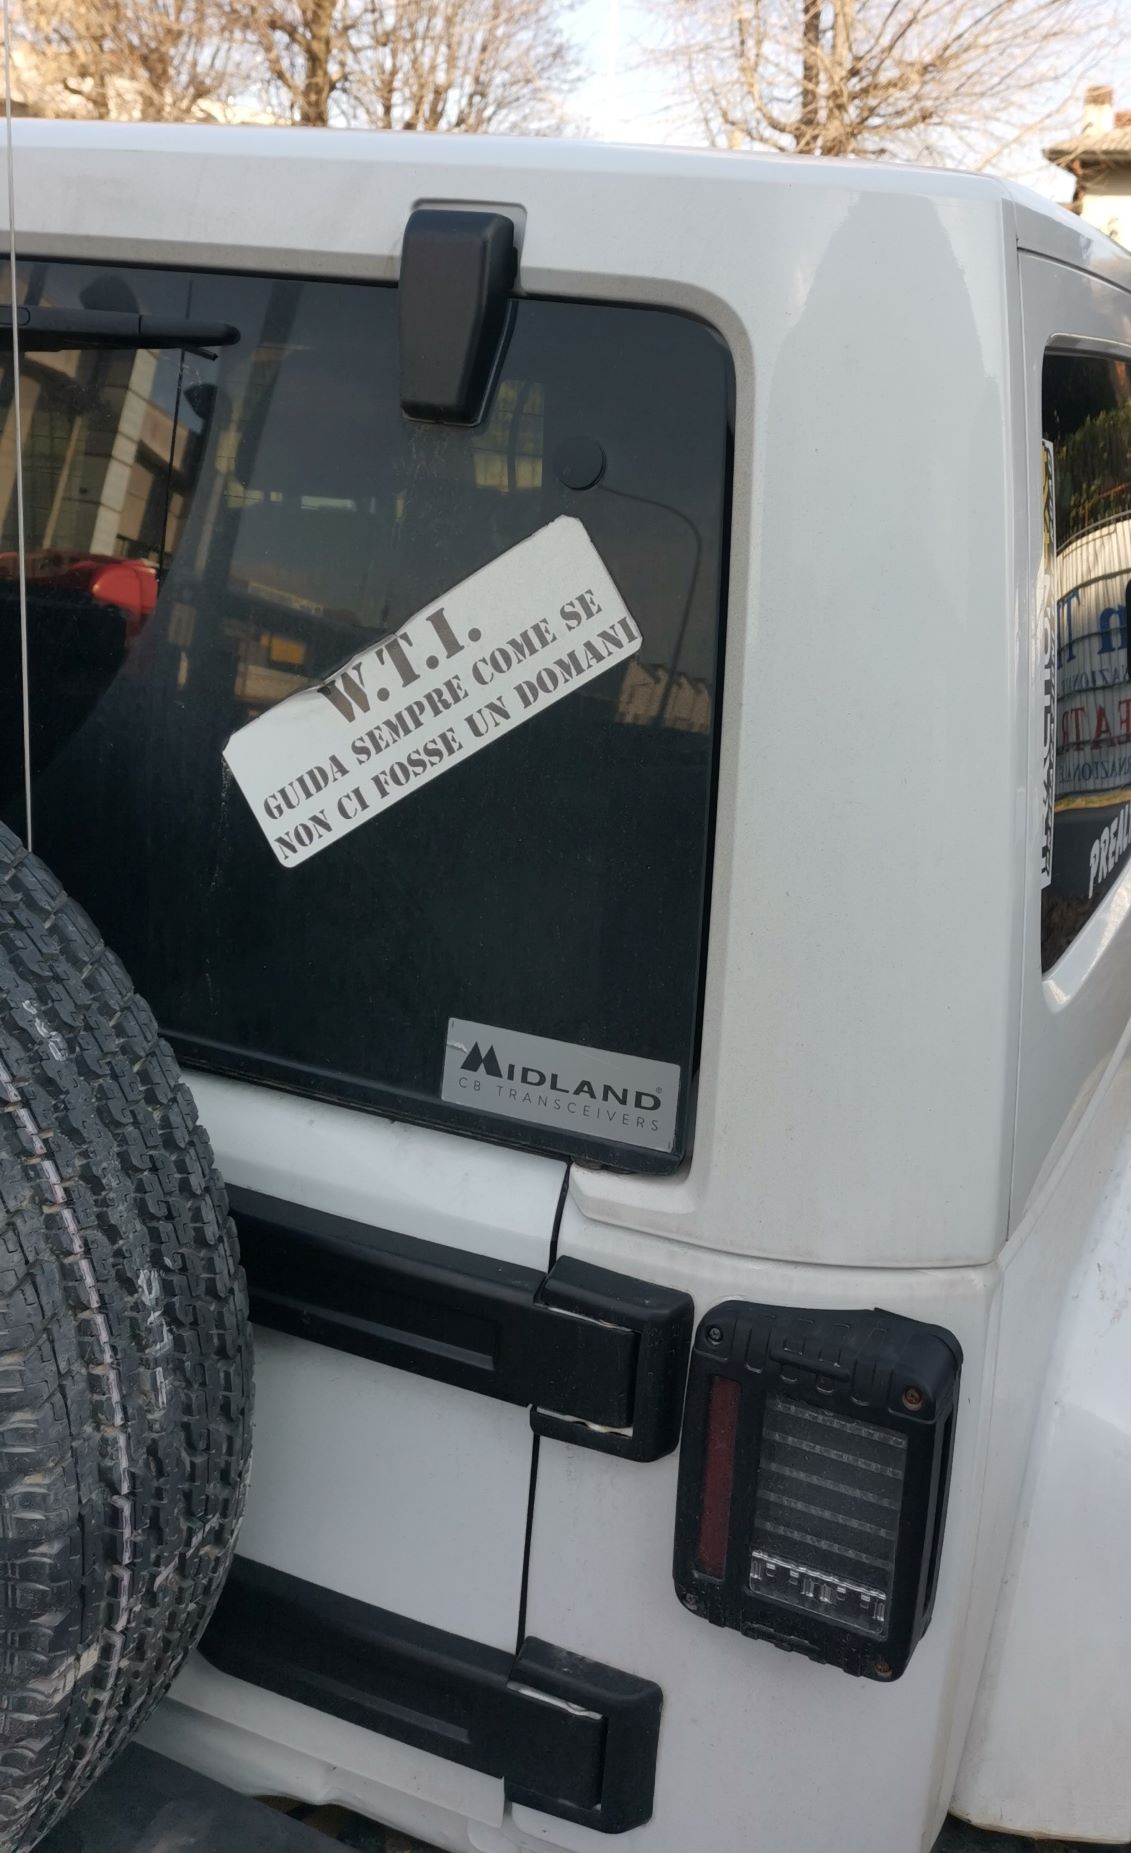 W.T.I.
GUIDA SEMPRE COME SE
NON CI FOSSE UN DOMANI
MIDLAND®
CB TRANSCEIVERS